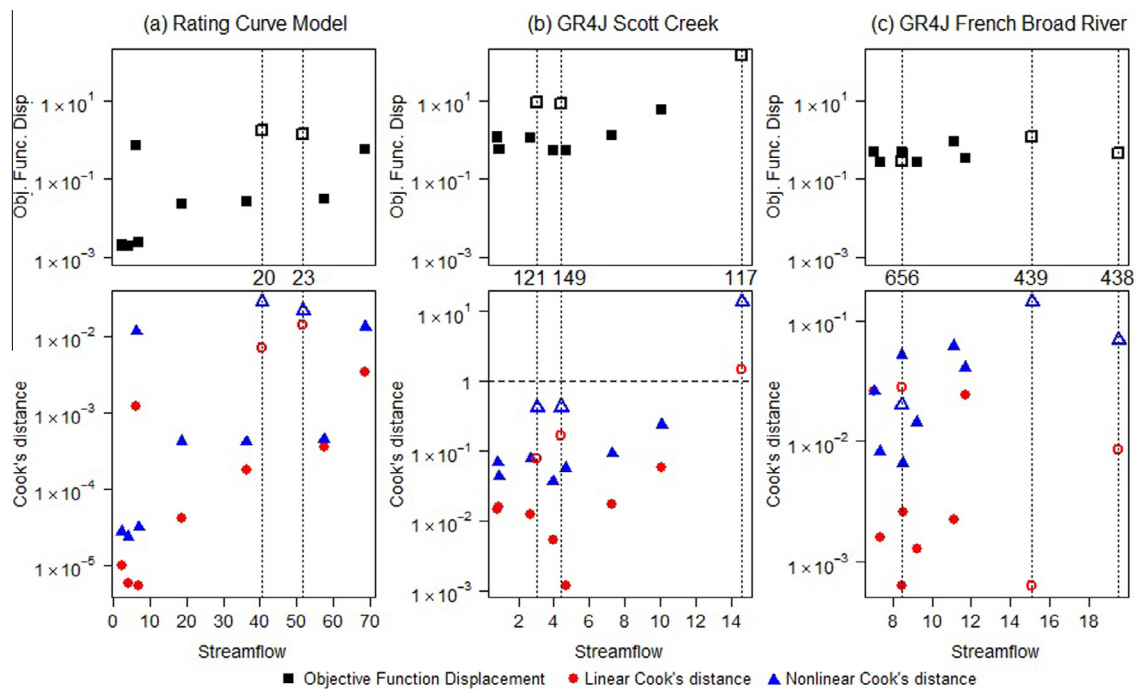 (a) Rating Curve Model
(b) GR4J Scott Creek
(c) GR4J French Broad River
Obj. Func. Disp
1 × 10¹
1 × 10⁻¹
1 × 10⁻³
Obj. Func. Disp
1 × 10¹
1 × 10⁻¹
1 × 10⁻³
Obj. Func. Disp
1 × 10¹
1 × 10⁻¹
1 × 10⁻³
20 23
121 149 117
656 439 438
Cook's distance
1 × 10⁻²
1 × 10⁻³
1 × 10⁻⁴
1 × 10⁻⁵
0 10 20 30 40 50 60 70
Streamflow
Cook's distance
1 × 10¹
1
1 × 10⁻¹
1 × 10⁻²
1 × 10⁻³
2 4 6 8 10 12 14
Streamflow
Cook's distance
1 × 10⁻¹
1 × 10⁻²
1 × 10⁻³
8 10 12 14 16 18
Streamflow
Objective Function Displacement
Linear Cook's distance
Nonlinear Cook's distance